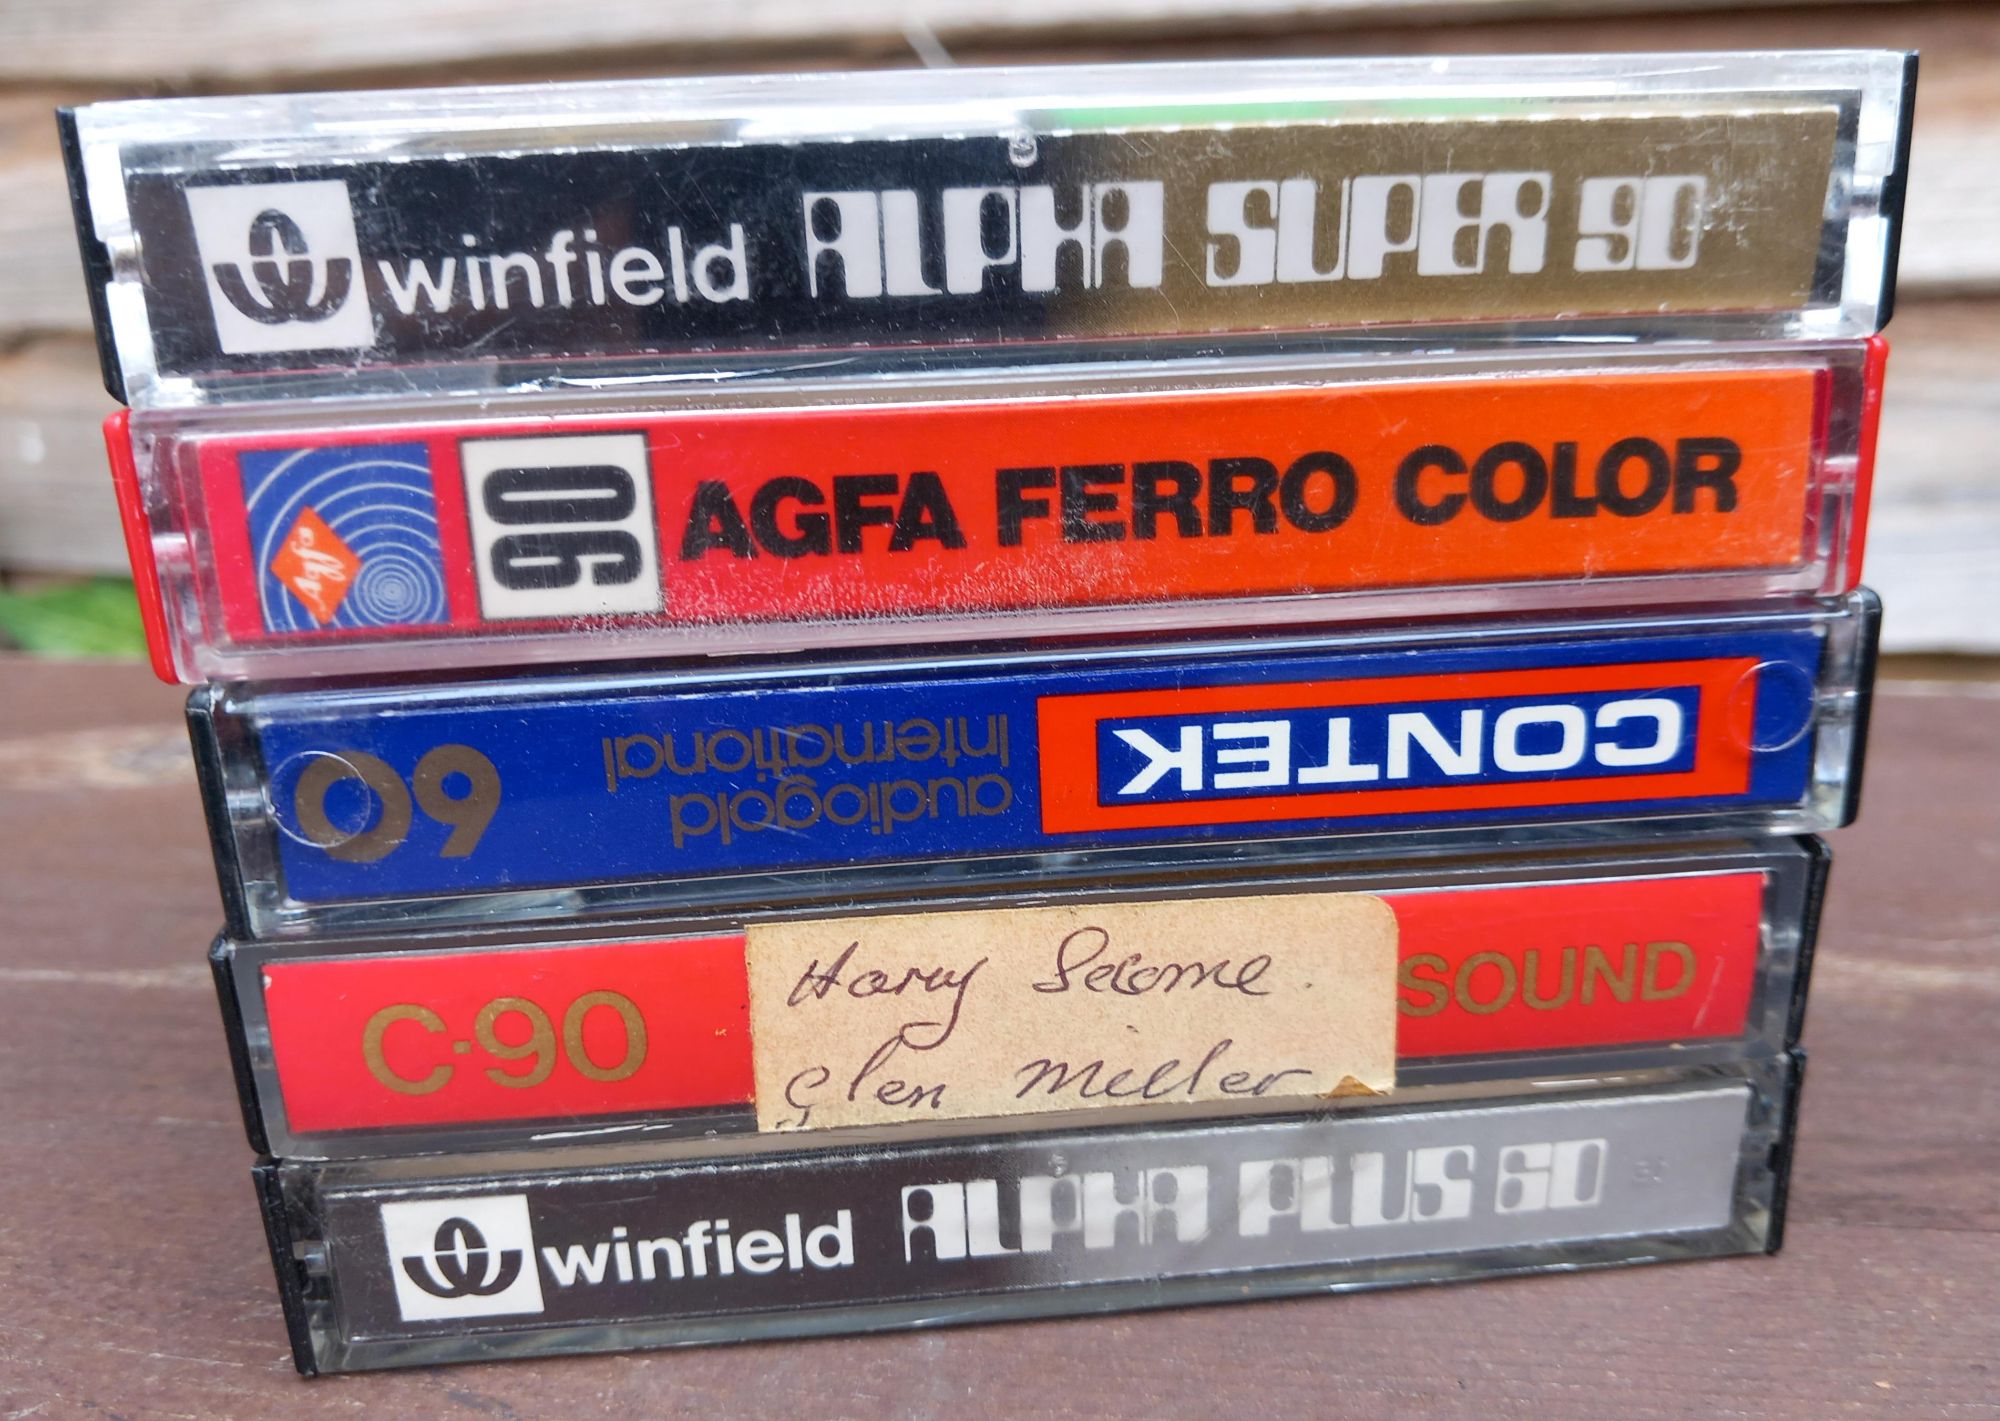 winfield ALPHA SUPER 90
Agfa 90 AGFA FERRO COLOR
CONTEK audiogold 60
International
C-90 SOUND
Harry Secome.
Glen Miller
winfield ALPHA PLUS 60